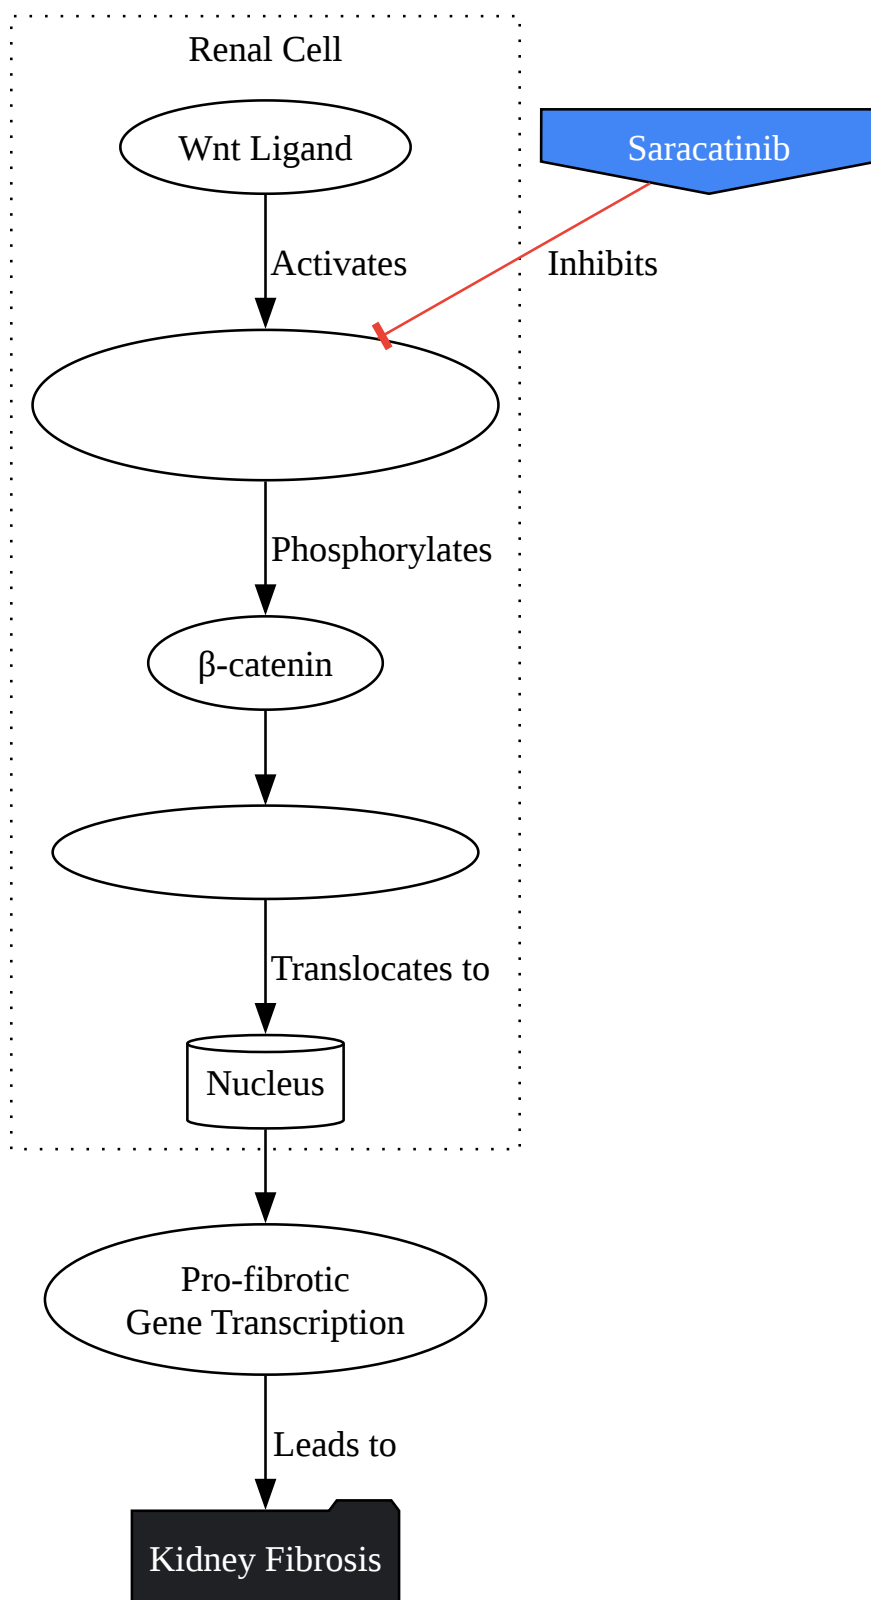 Renal Cell
Wnt Ligand
Saracatinib
Activates
Inhibits
Phosphorylates
β-catenin
Translocates to
Nucleus
Pro-fibrotic
Gene Transcription
Leads to
Kidney Fibrosis